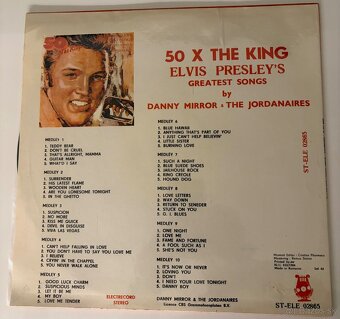 50 X THE KING
ELVIS PRESLEY'S
GREATEST SONGS
by
DANNY MIRROR & THE JORDANAIRES
ST-ELE 02865
50
MEDLEY 1
1. TEDDY BEAR
2. DON'T BE CRUEL
3. THAT'S ALRIGHT, MAMMA
4. GUITAR MAN
5. WHAT'D I SAY
MEDLEY 2
1. SURRENDER
2. HIS LATEST FLAME
3. WOODEN HEART
4. ARE YOU LONESOME TONIGHT
5. IN THE GHETTO
MEDLEY 3
1. SUSPICION
2. NO MORE
3. KISS ME QUICK
4. DEVIL IN DISGUISE
5. VIVA LAS VEGAS
MEDLEY 4
1. CAN'T HELP FALLING IN LOVE
2. YOU DON'T HAVE TO SAY YOU LOVE ME
3. I BELIEVE
4. CRYIN' IN THE CAPPELL
5. YOU NEVER WALK ALONE
MEDLEY 5
1. GOOD LUCK CHARM
2. SUSPICIOUS MINDS
3. LET IT BE ME
4. MY BOY
5. LOVE ME TENDER
MEDLEY 6
1. BLUE HAWAII
2. ANYTHING THAT'S PART OF YOU
3. I JUST CAN'T HELP BELIEVIN'
4. LITTLE SISTER
5. BURNING LOVE
MEDLEY 7
1. SUCH A NIGHT
2. BLUE SUEDE SHOES
3. JAILHOUSE ROCK
4. KING CREOLE
5. HOUND DOG
MEDLEY 8
1. LOVE LETTERS
2. WAY DOWN
3. RETURN TO SENDER
4. STUCK ON YOU
5. G. I. BLUES
MEDLEY 9
1. ONE NIGHT
2. LOVE ME
3. FAME AND FORTUNE
4. A FOOL SUCH AS I
5. SHE'S NOT YOU
MEDLEY 10
1. IT'S NOW OR NEVER
2. LOVING YOU
3. DON'T
4. I NEED YOUR LOVE TONIGHT
5. DONCY BOY
ELECTRECORD
STEREO
DANNY MIRROR & THE JORDANAIRES
Licence CBS Grammofoonplaten B.V.
Made in Romania
ST-ELE 02865